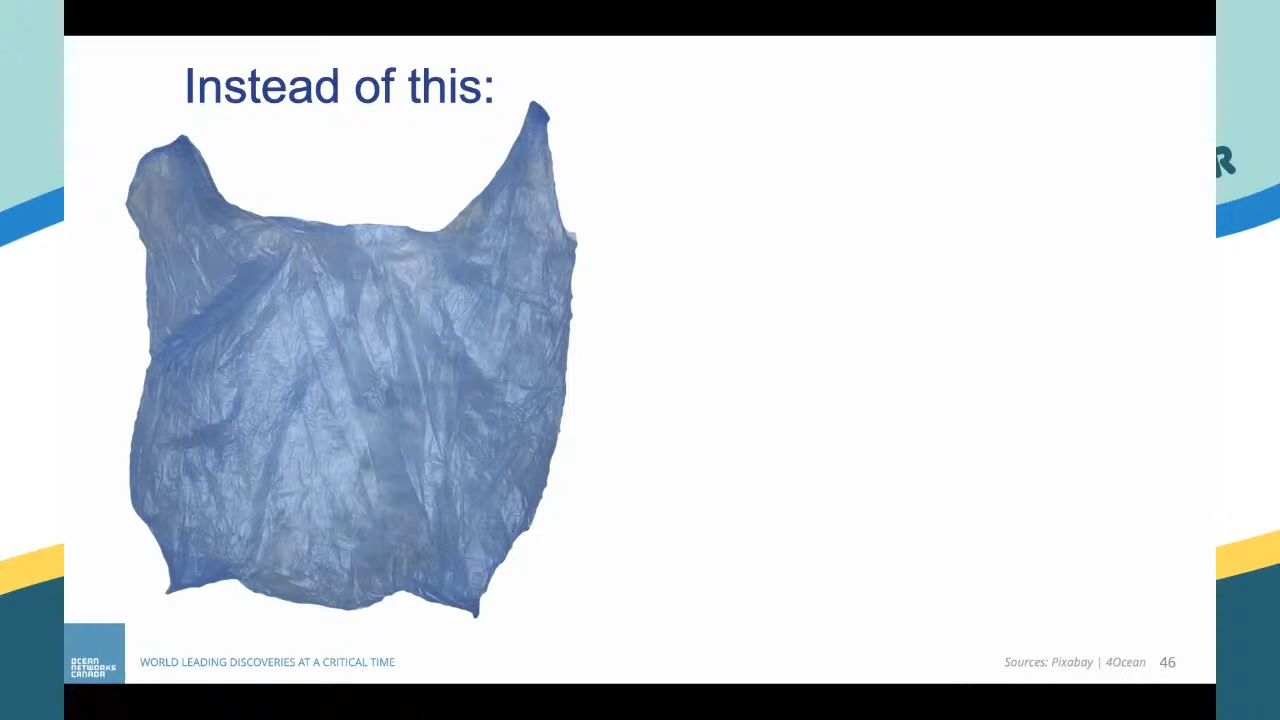 Instead of this:
R
OCEAN
NETWORKS
CANADA
WORLD LEADING DISCOVERIES AT A CRITICAL TIME
Sources: Pixabay | 4Ocean
46